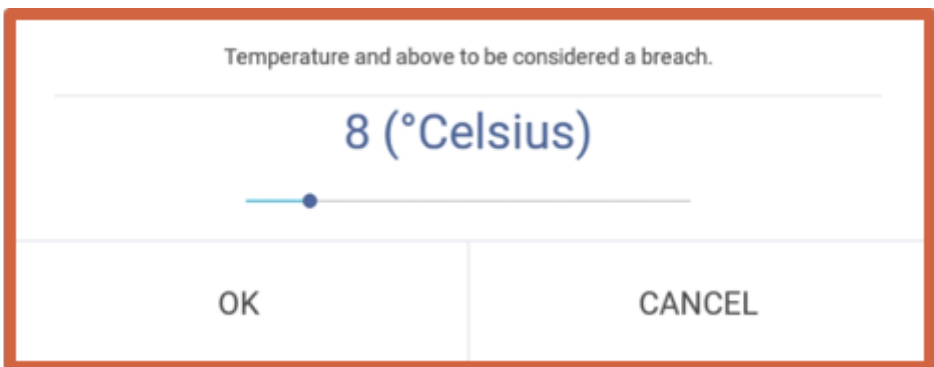 Temperature and above to be considered a breach.
8 (°Celsius)
OK
CANCEL